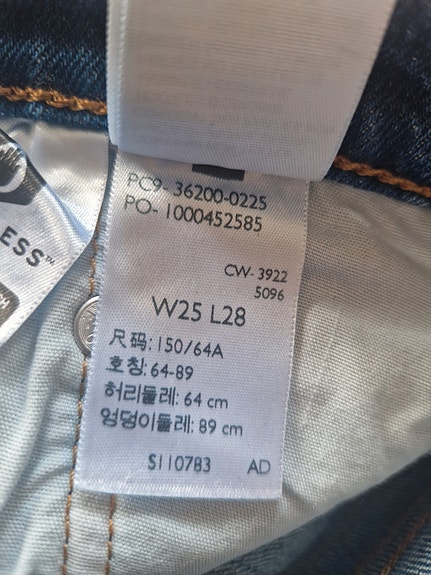 PC9- 36200-0225
PO- 1000452585
CW- 3922
5096
W25 L28
尺码: 150/64A
호칭: 64-89
허리둘레: 64 cm
엉덩이둘레: 89 cm
S110783 AD
ESS™